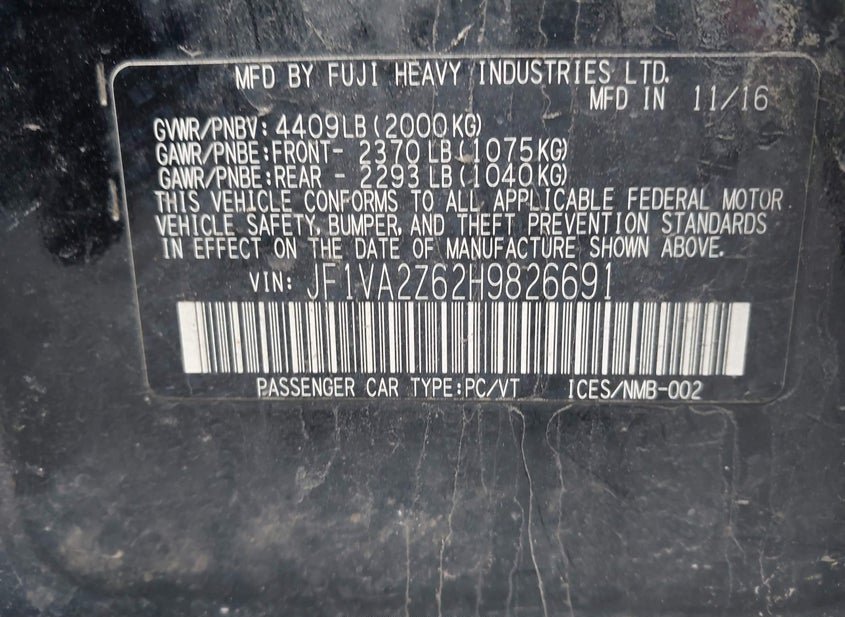 MFD BY FUJI HEAVY INDUSTRIES LTD.
MFD IN 11/16
GVWR/PNBV: 4409LB (2000KG)
GAWR/PNBE:FRONT- 2370 LB (1075KG)
GAWR/PNBE:REAR - 2293 LB (1040KG)
THIS VEHICLE CONFORMS TO ALL APPLICABLE FEDERAL MOTOR
VEHICLE SAFETY, BUMPER, AND THEFT PREVENTION STANDARDS
IN EFFECT ON THE DATE OF MANUFACTURE SHOWN ABOVE.
VIN: JF1VA2Z62H9826691
PASSENGER CAR TYPE:PC/VT ICES/NMB-002